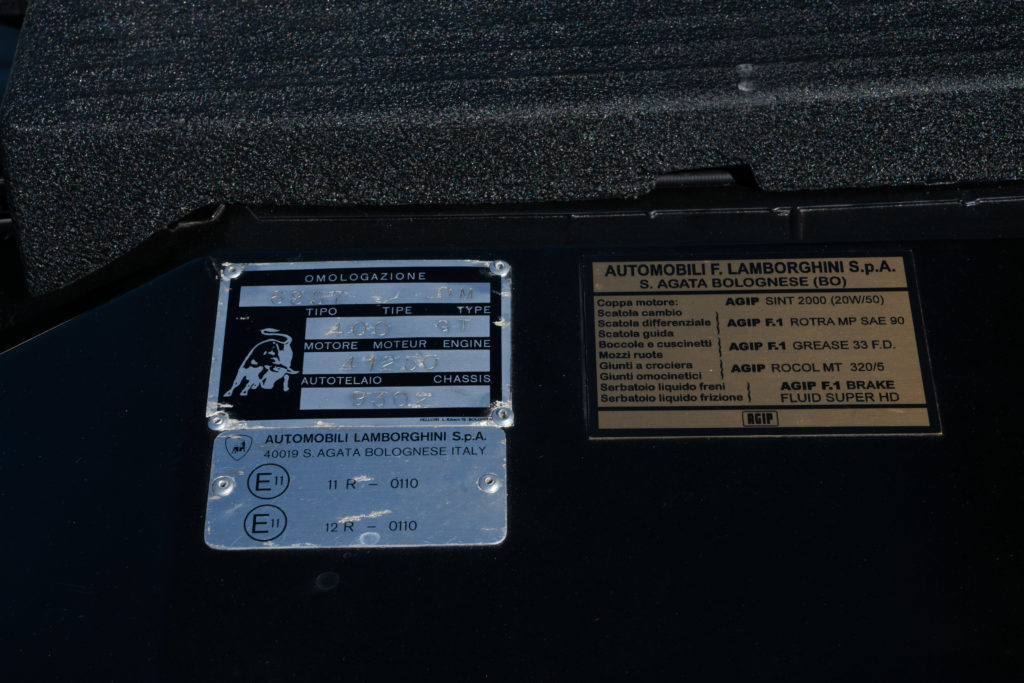 OMOLOGAZIONE
TIPO TIPE TYPE
400 GT
MOTORE MOTEUR ENGINE
41230
AUTOTELAIO CHASSIS
9302
AUTOMOBILI LAMBORGHINI S.p.A.
40019 S. AGATA BOLOGNESE ITALY
E11 11 R - 0110
E11 12 R - 0110
AUTOMOBILI F. LAMBORGHINI S.p.A.
S. AGATA BOLOGNESE (BO)
Coppa motore: AGIP SINT 2000 (20W/50)
Scatola cambio
Scatola differenziale AGIP F.1 ROTRA MP SAE 90
Scatola guida
Boccole e cuscinetti AGIP F.1 GREASE 33 F.D.
Mozzi ruote
Giunti a crociera AGIP ROCOL MT 320/5
Giunti omocinetici
Serbatoio liquido freni AGIP F.1 BRAKE
Serbatoio liquido frizione FLUID SUPER HD
AGIP